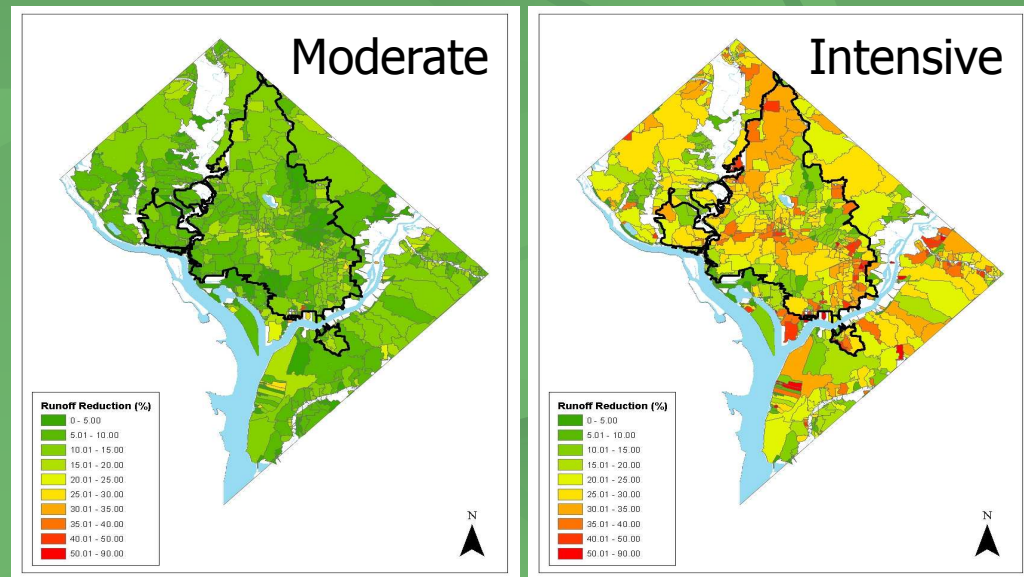 Moderate
Runoff Reduction (%)
0 - 5.00
5.01 - 10.00
10.01 - 15.00
15.01 - 20.00
20.01 - 25.00
25.01 - 30.00
30.01 - 35.00
35.01 - 40.00
40.01 - 50.00
50.01 - 90.00
N
Intensive
Runoff Reduction (%)
0 - 5.00
5.01 - 10.00
10.01 - 15.00
15.01 - 20.00
20.01 - 25.00
25.01 - 30.00
30.01 - 35.00
35.01 - 40.00
40.01 - 50.00
50.01 - 90.00
N